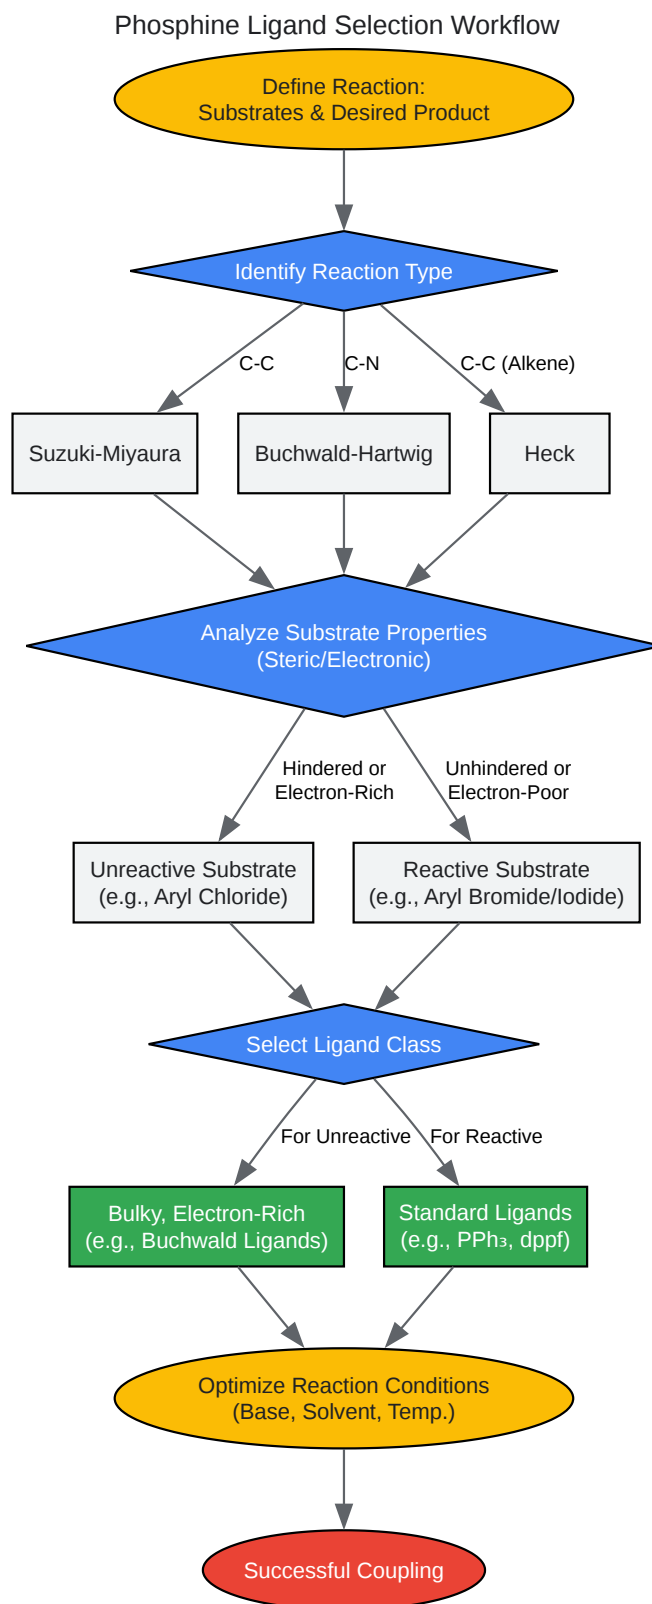 Phosphine Ligand Selection Workflow
Define Reaction:
Substrates & Desired Product
Identify Reaction Type
C-C
C-N
C-C (Alkene)
Suzuki-Miyaura
Buchwald-Hartwig
Heck
Analyze Substrate Properties
(Steric/Electronic)
Hindered or
Electron-Rich
Unhindered or
Electron-Poor
Unreactive Substrate
(e.g., Aryl Chloride)
Reactive Substrate
(e.g., Aryl Bromide/Iodide)
Select Ligand Class
For Unreactive
For Reactive
Bulky, Electron-Rich
(e.g., Buchwald Ligands)
Standard Ligands
(e.g., PPh₃, dppf)
Optimize Reaction Conditions
(Base, Solvent, Temp.)
Successful Coupling